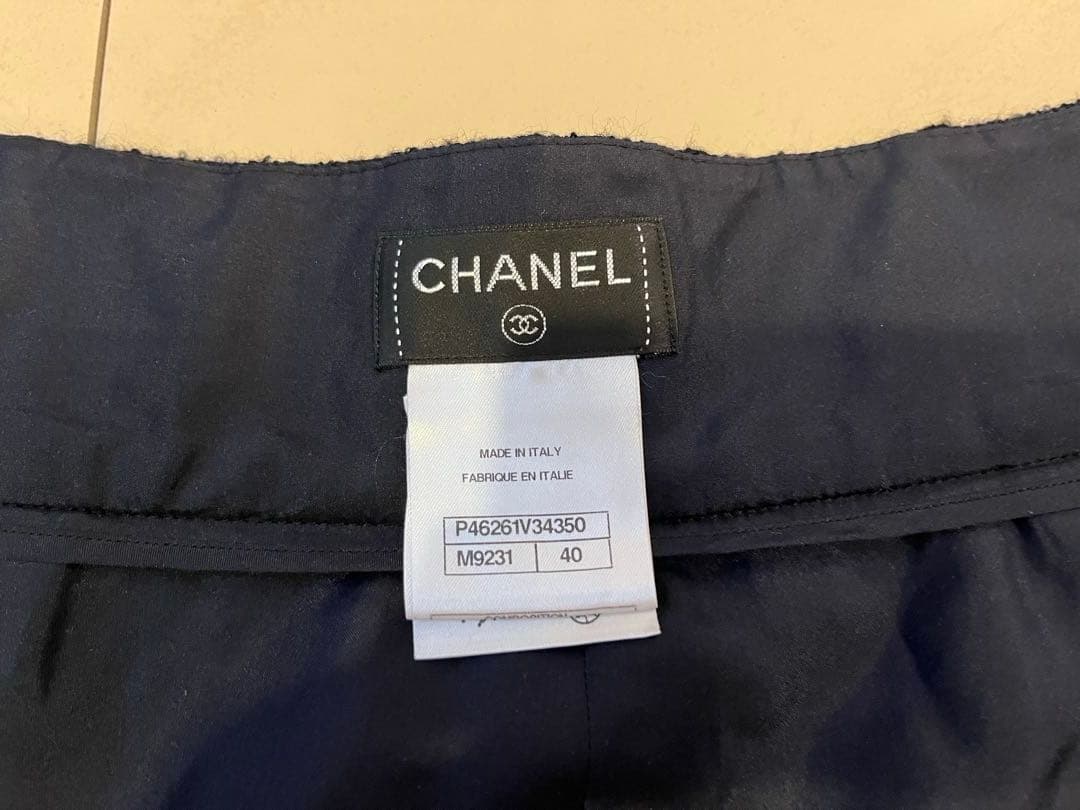 CHANEL
MADE IN ITALY
FABRIQUE EN ITALIE
P46261V34350
M9231 40